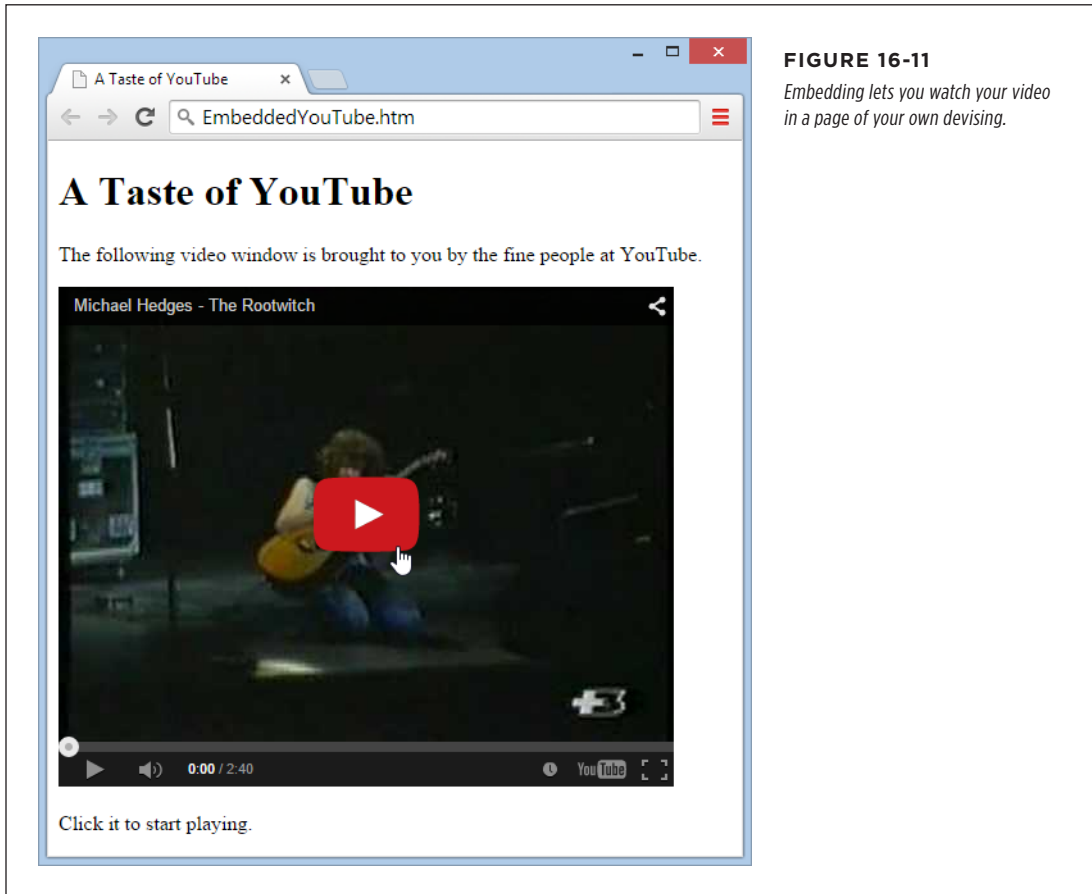 A Taste of YouTube
EmbeddedYouTube.htm
A Taste of YouTube
The following video window is brought to you by the fine people at YouTube.
Michael Hedges - The Rootwitch
+3
0:00 / 2:40
YouTube
Click it to start playing.
FIGURE 16-11
Embedding lets you watch your video
in a page of your own devising.